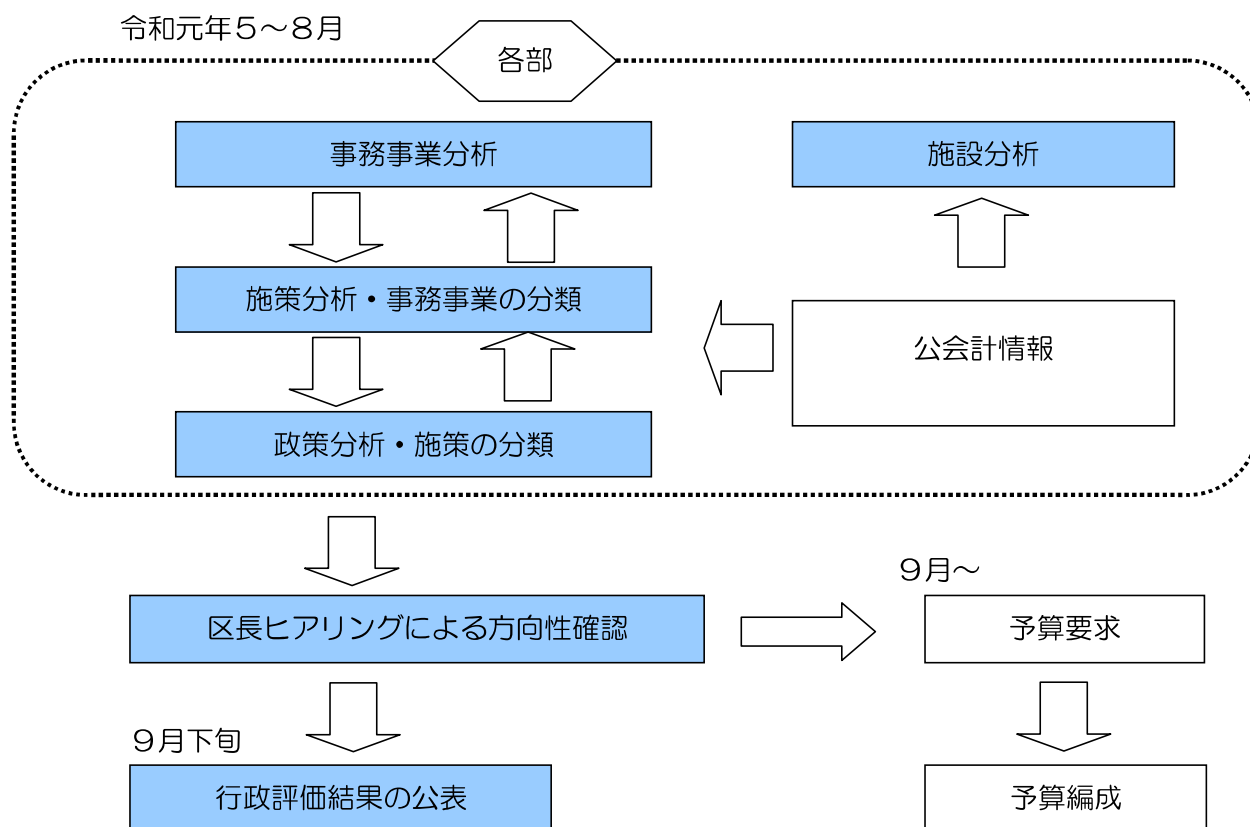 令和元年５～８月
各部
事務事業分析
施設分析
施策分析・事務事業の分類
公会計情報
政策分析・施策の分類
９月～
区長ヒアリングによる方向性確認
予算要求
９月下旬
行政評価結果の公表
予算編成